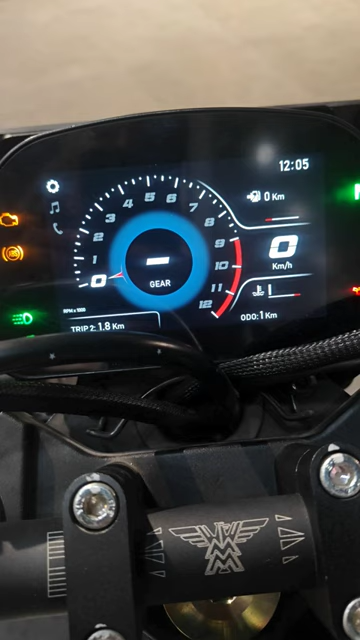 12:05
0 Km
5 6 7
4 8
3 9
2 10
1 11
0 12
0
Km/h
GEAR
RPM x 1000
TRIP 2: 1.8 Km
ODO: 1 Km
N
ABS